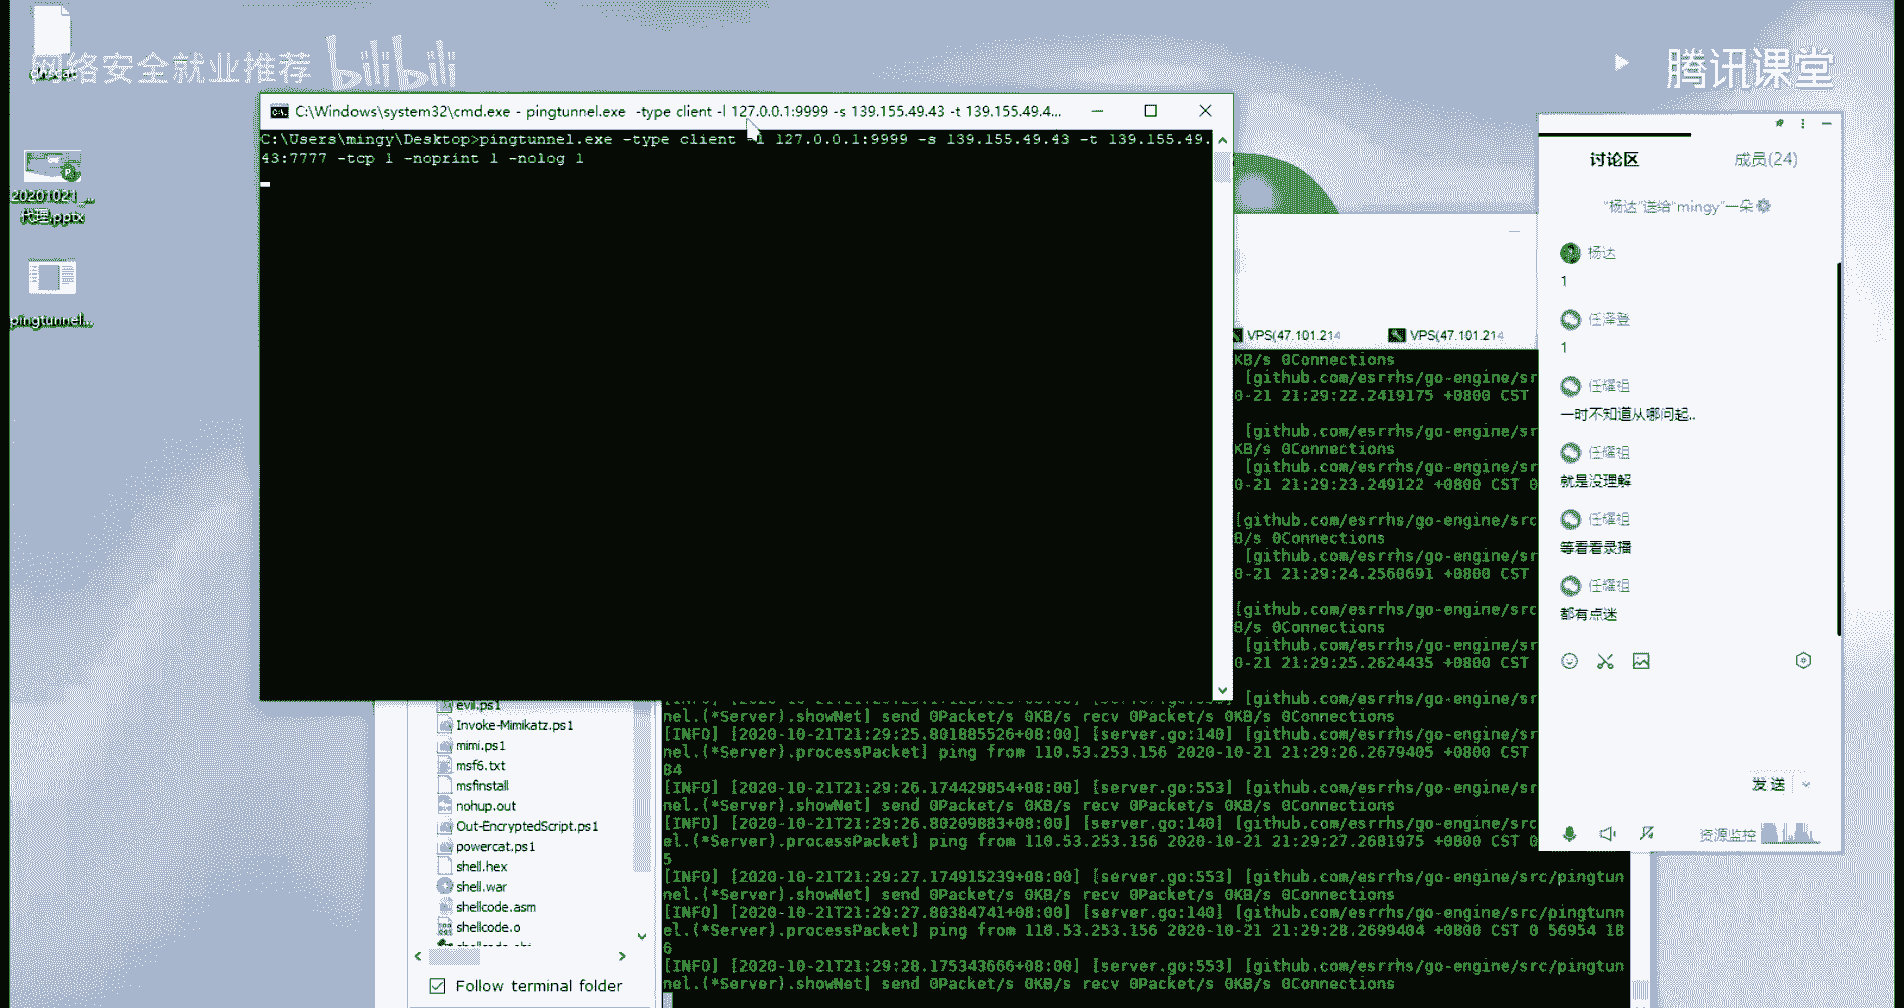 网络安全就业推荐 bilibili
腾讯课堂
20201021_...
代理.pptx
pingtunnel...
C:\Windows\system32\cmd.exe - pingtunnel.exe -type client -l 127.0.0.1:9999 -s 139.155.49.43 -t 139.155.49.4...
C:\Users\mingy\Desktop>pingtunnel.exe -type client -l 127.0.0.1:9999 -s 139.155.49.43 -t 139.155.49.
43:7777 -tcp 1 -noprint 1 -nolog 1
VPS(47.101.214
VPS(47.101.214
KB/s 0Connections
[github.com/esrrhs/go-engine/sr
0-21 21:29:22.2419175 +0800 CST
[github.com/esrrhs/go-engine/sr
KB/s 0Connections
[github.com/esrrhs/go-engine/sr
0-21 21:29:23.249122 +0800 CST 0
[github.com/esrrhs/go-engine/src
B/s 0Connections
[github.com/esrrhs/go-engine/sr
0-21 21:29:24.2560691 +0800 CST
[github.com/esrrhs/go-engine/src
B/s 0Connections
[github.com/esrrhs/go-engine/sr
0-21 21:29:25.2624435 +0800 CST
[github.com/esrrhs/go-engine/sr
nel.(*Server).showNet] send 0Packet/s 0KB/s recv 0Packet/s 0KB/s 0Connections
[INFO] [2020-10-21T21:29:25.801885526+08:00] [server.go:140] [github.com/esrrhs/go-engine/sr
nel.(*Server).processPacket] ping from 110.53.253.156 2020-10-21 21:29:26.2679405 +0800 CST
84
[INFO] [2020-10-21T21:29:26.174429854+08:00] [server.go:553] [github.com/esrrhs/go-engine/sr
nel.(*Server).showNet] send 0Packet/s 0KB/s recv 0Packet/s 0KB/s 0Connections
[INFO] [2020-10-21T21:29:26.80209883+08:00] [server.go:140] [github.com/esrrhs/go-engine/src
el.(*Server).processPacket] ping from 110.53.253.156 2020-10-21 21:29:27.2681975 +0800 CST 0
5
[INFO] [2020-10-21T21:29:27.174915239+08:00] [server.go:553] [github.com/esrrhs/go-engine/src/pingtun
nel.(*Server).showNet] send 0Packet/s 0KB/s recv 0Packet/s 0KB/s 0Connections
[INFO] [2020-10-21T21:29:27.80384741+08:00] [server.go:140] [github.com/esrrhs/go-engine/src/pingtunn
el.(*Server).processPacket] ping from 110.53.253.156 2020-10-21 21:29:28.2699404 +0800 CST 0 56954 18
6
[INFO] [2020-10-21T21:29:28.175343666+08:00] [server.go:553] [github.com/esrrhs/go-engine/src/pingtun
nel.(*Server).showNet] send 0Packet/s 0KB/s recv 0Packet/s 0KB/s 0Connections
evil.ps1
Invoke-Mimikatz.ps1
mimi.ps1
msf6.txt
msfinstall
nohup.out
Out-EncryptedScript.ps1
powercat.ps1
shell.hex
shell.war
shellcode.asm
shellcode.o
Follow terminal folder
讨论区 成员(24)
"杨达"送给"mingy"一朵
杨达
1
任泽登
1
任耀祖
一时不知道从哪问起..
任耀祖
就是没理解
任耀祖
等看看录播
任耀祖
都有点迷
发送
资源监控